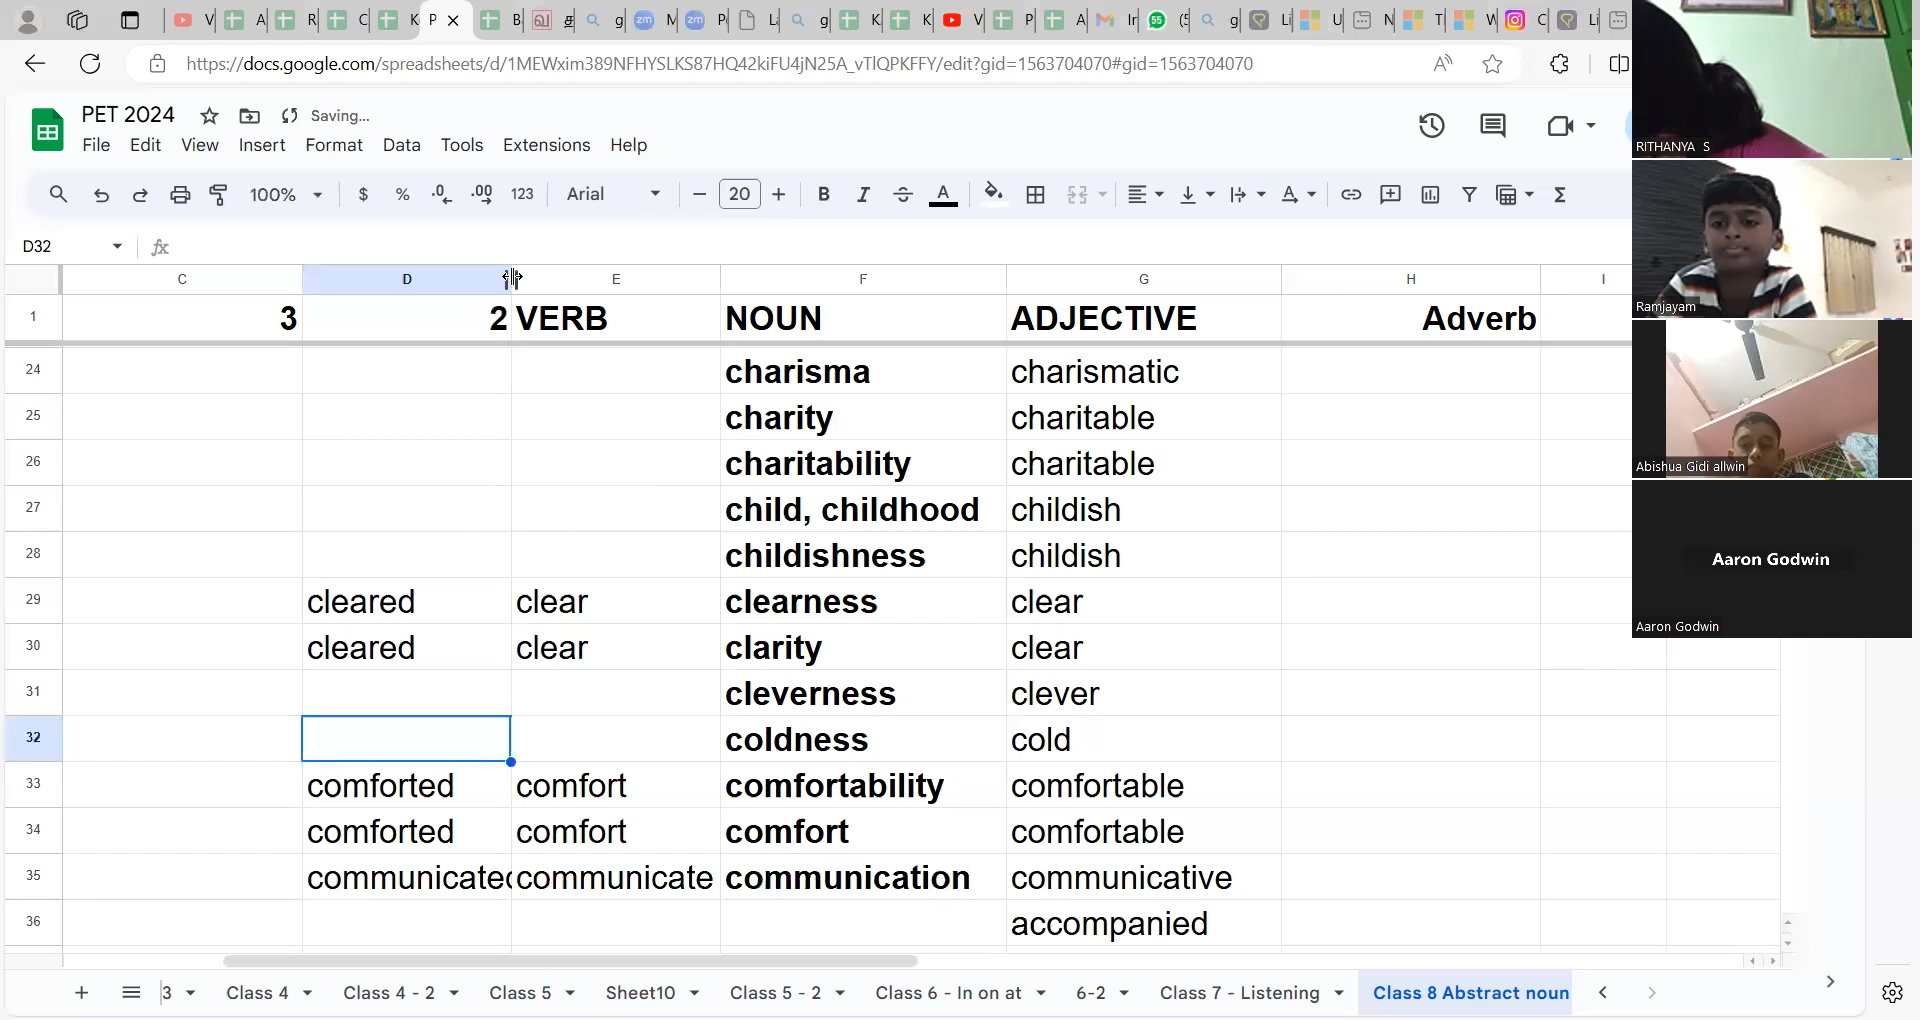 https://docs.google.com/spreadsheets/d/1MEWxim389NFHYSLKS87HQ42kiFU4jN25A_vTlQPKFFY/edit?gid=1563704070#gid=1563704070
PET 2024 Saving...
File Edit View Insert Format Data Tools Extensions Help
100% $ % .0 .00 123 Arial 20 B I A Σ
D32 fx
C D E F G H I
1 3 2 VERB NOUN ADJECTIVE Adverb
24 charisma charismatic
25 charity charitable
26 charitability charitable
27 child, childhood childish
28 childishness childish
29 cleared clear clearness clear
30 cleared clear clarity clear
31 cleverness clever
32 coldness cold
33 comforted comfort comfortability comfortable
34 comforted comfort comfort comfortable
35 communicated communicate communication communicative
36 accompanied
3 Class 4 Class 4 - 2 Class 5 Sheet10 Class 5 - 2 Class 6 - In on at 6-2 Class 7 - Listening Class 8 Abstract noun
RITHANYA S
Ramjayam
Abishua Gidi allwin
Aaron Godwin
Aaron Godwin